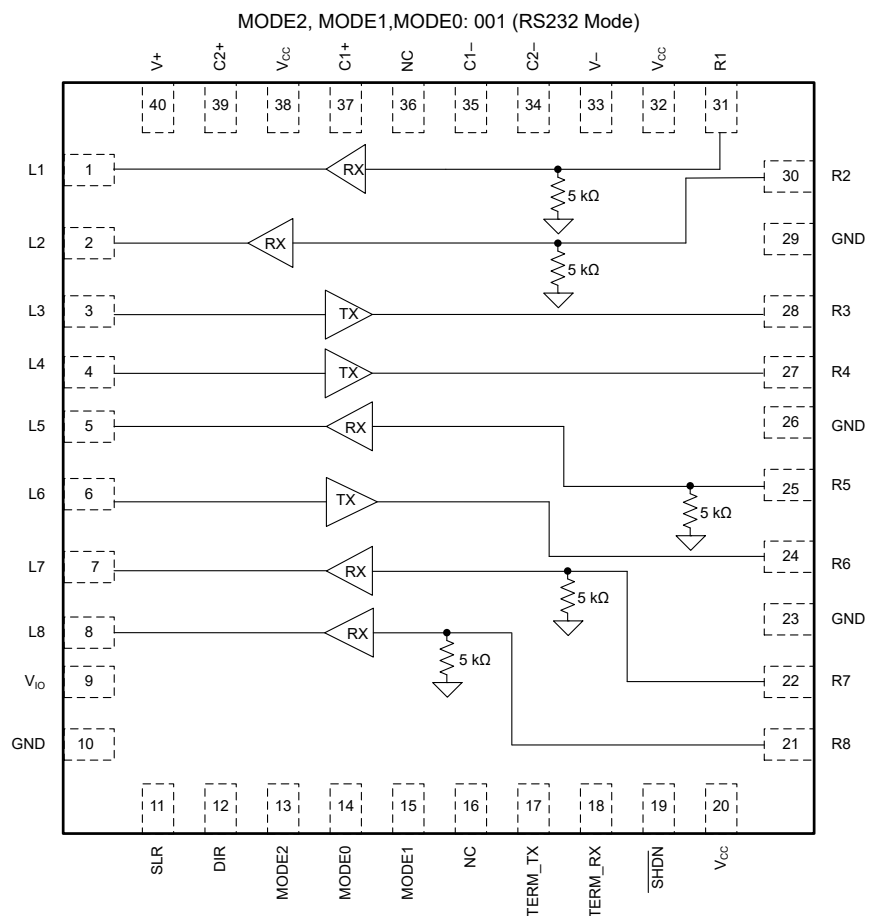 MODE2, MODE1,MODE0: 001 (RS232 Mode)
V+
C2+
VCC
C1+
NC
C1–
C2–
V–
VCC
R1
40
39
38
37
36
35
34
33
32
31
L1
1
RX
5 kΩ
30
R2
L2
2
RX
5 kΩ
29
GND
L3
3
TX
28
R3
L4
4
TX
27
R4
L5
5
RX
26
GND
L6
6
TX
5 kΩ
25
R5
L7
7
RX
5 kΩ
24
R6
L8
8
RX
5 kΩ
23
GND
VIO
9
22
R7
GND
10
21
R8
11
12
13
14
15
16
17
18
19
20
SLR
DIR
MODE2
MODE0
MODE1
NC
TERM_TX
TERM_RX
SHDN
VCC